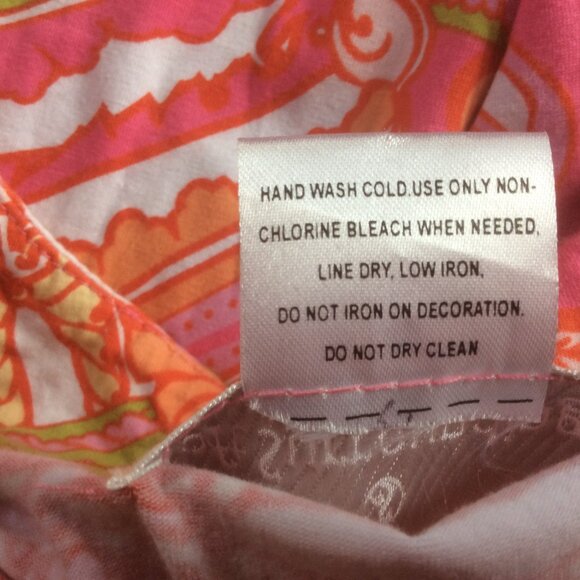 HAND WASH COLD.USE ONLY NON-
CHLORINE BLEACH WHEN NEEDED,
LINE DRY, LOW IRON,
DO NOT IRON ON DECORATION.
DO NOT DRY CLEAN